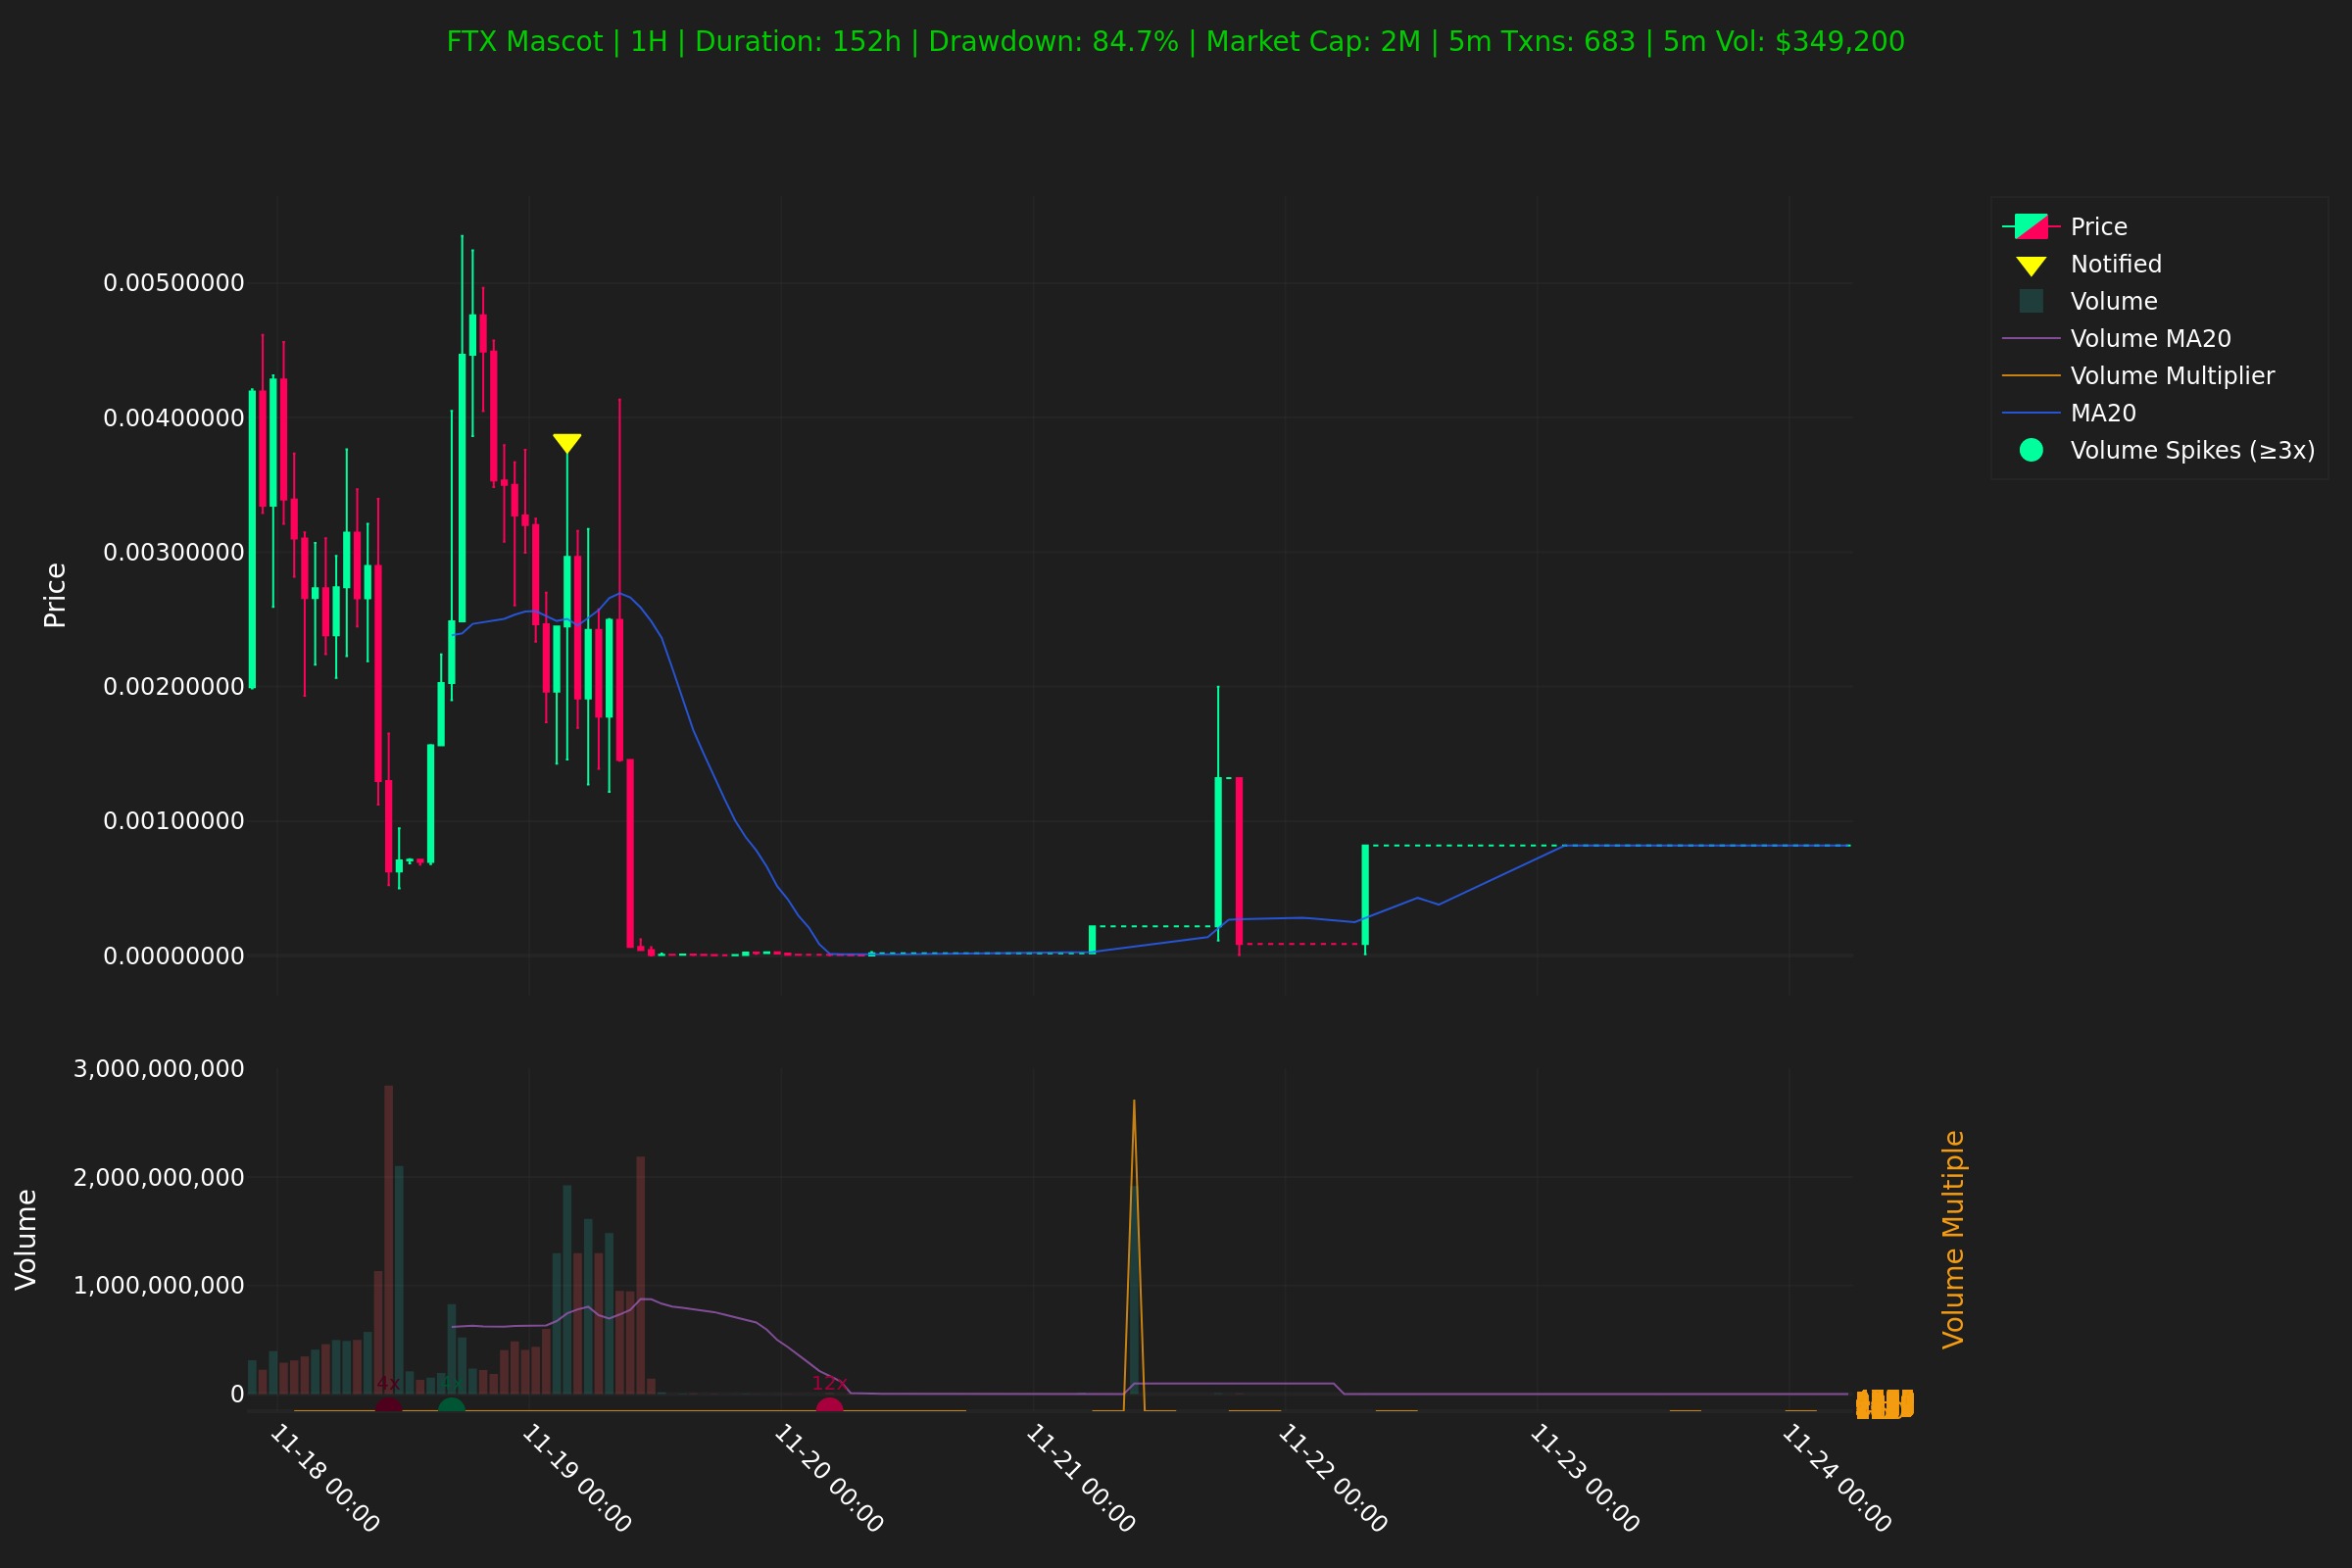 FTX Mascot | 1H | Duration: 152h | Drawdown: 84.7% | Market Cap: 2M | 5m Txns: 683 | 5m Vol: $349,200
Price
Notified
Volume
Volume MA20
Volume Multiplier
MA20
Volume Spikes (≥3x)
Price
0.00500000
0.00400000
0.00300000
0.00200000
0.00100000
0.00000000
Volume
3,000,000,000
2,000,000,000
1,000,000,000
0
4x
4x
12x
Volume Multiple
11-18 00:00
11-19 00:00
11-20 00:00
11-21 00:00
11-22 00:00
11-23 00:00
11-24 00:00